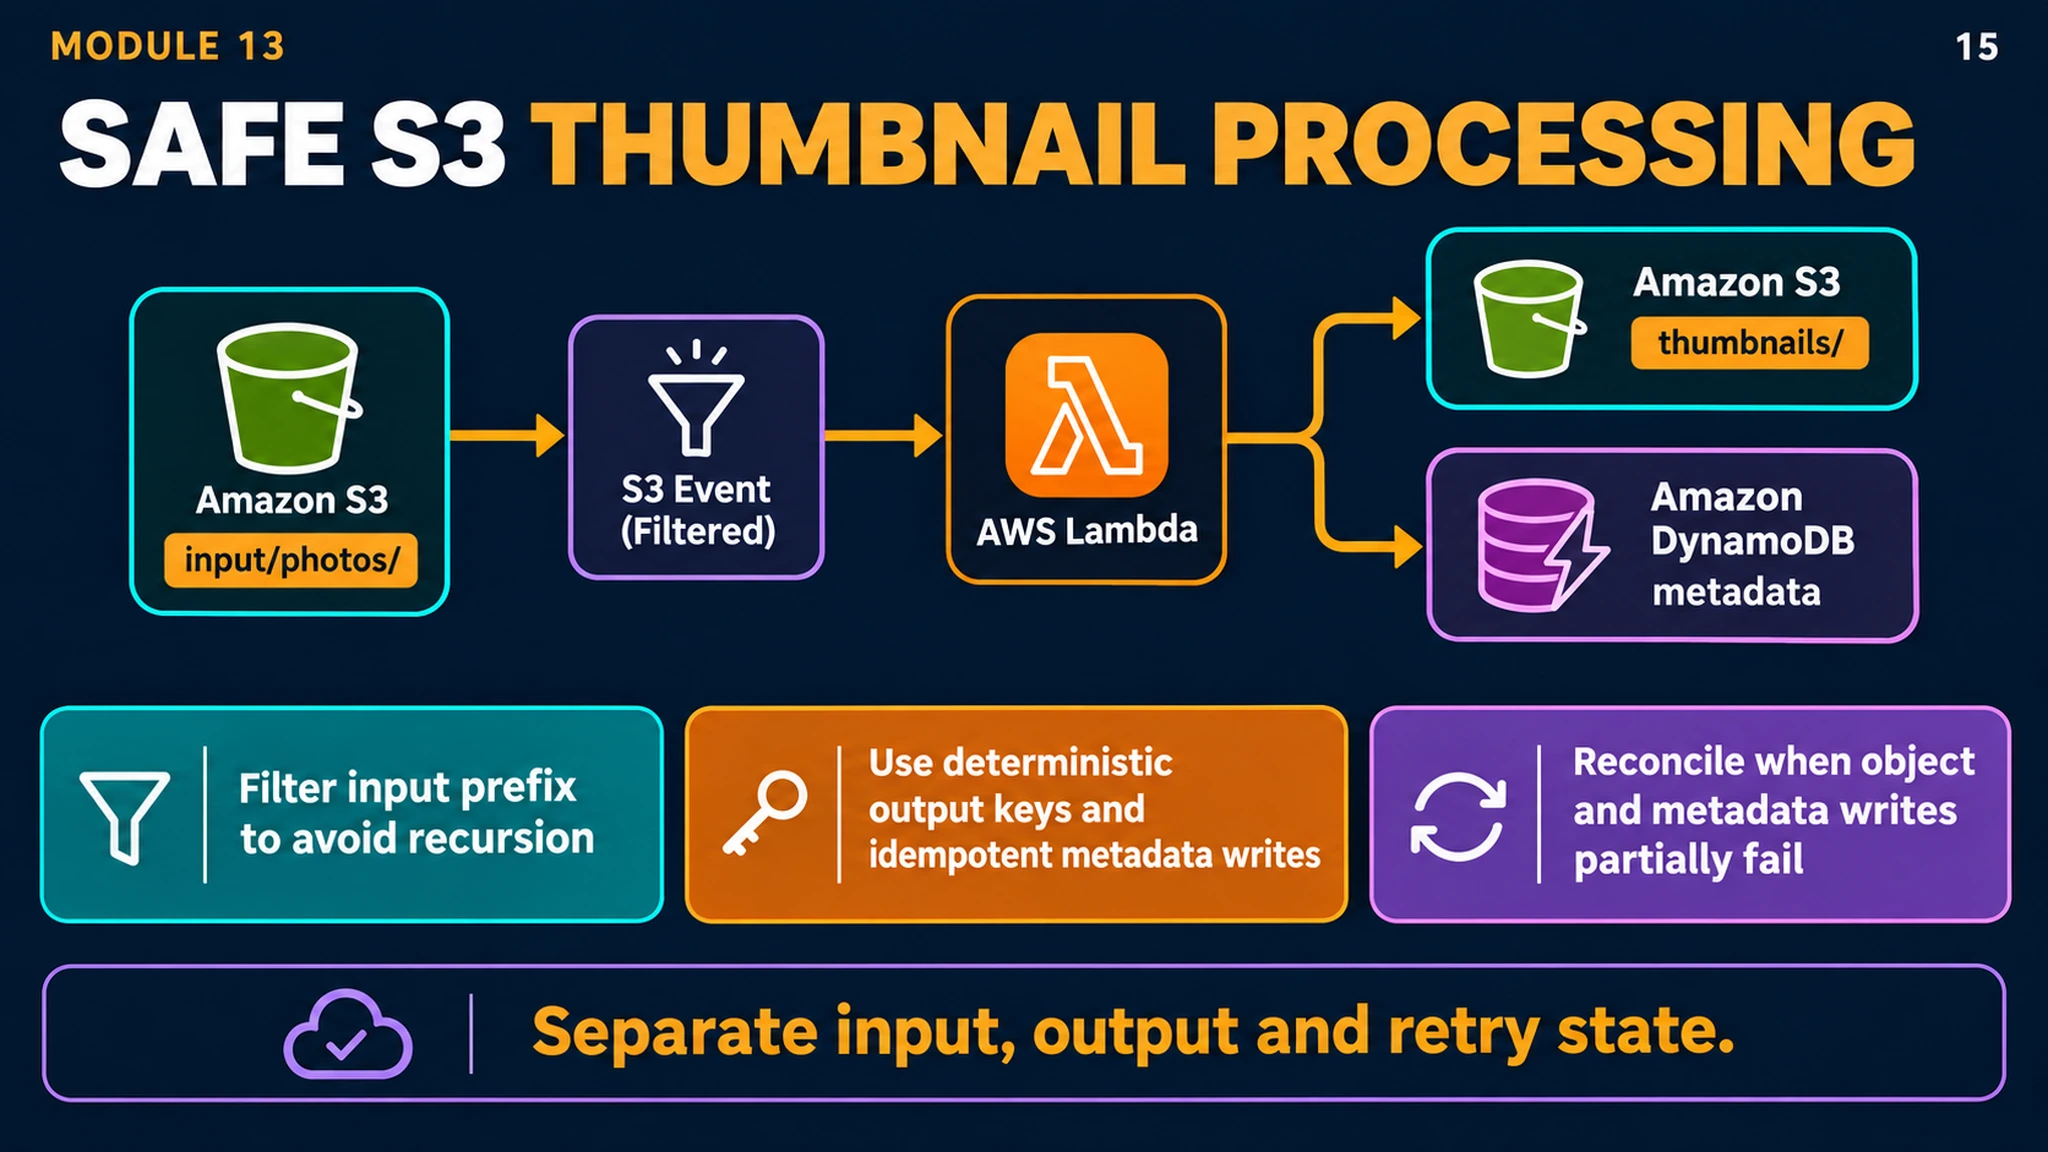 MODULE 13
15
SAFE S3 THUMBNAIL PROCESSING
Amazon S3
input/photos/
S3 Event
(Filtered)
AWS Lambda
Amazon S3
thumbnails/
Amazon
DynamoDB
metadata
Filter input prefix
to avoid recursion
Use deterministic
output keys and
idempotent metadata writes
Reconcile when object
and metadata writes
partially fail
Separate input, output and retry state.